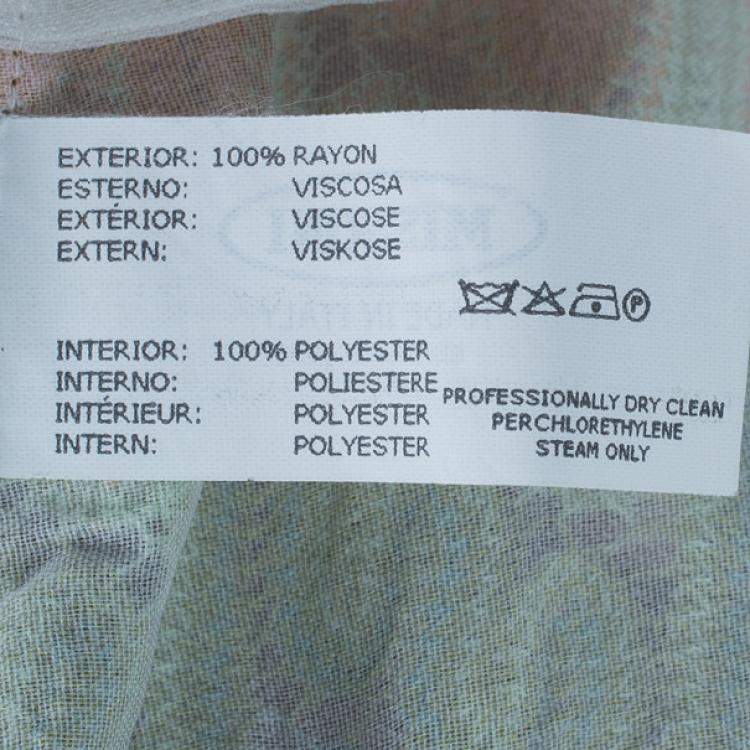 EXTERIOR: 100% RAYON
ESTERNO: VISCOSA
EXTÉRIOR: VISCOSE
EXTERN: VISKOSE
P
INTERIOR: 100% POLYESTER
INTERNO: POLIESTERE
INTÉRIEUR: POLYESTER
INTERN: POLYESTER
PROFESSIONALLY DRY CLEAN
PERCHLORETHYLENE
STEAM ONLY